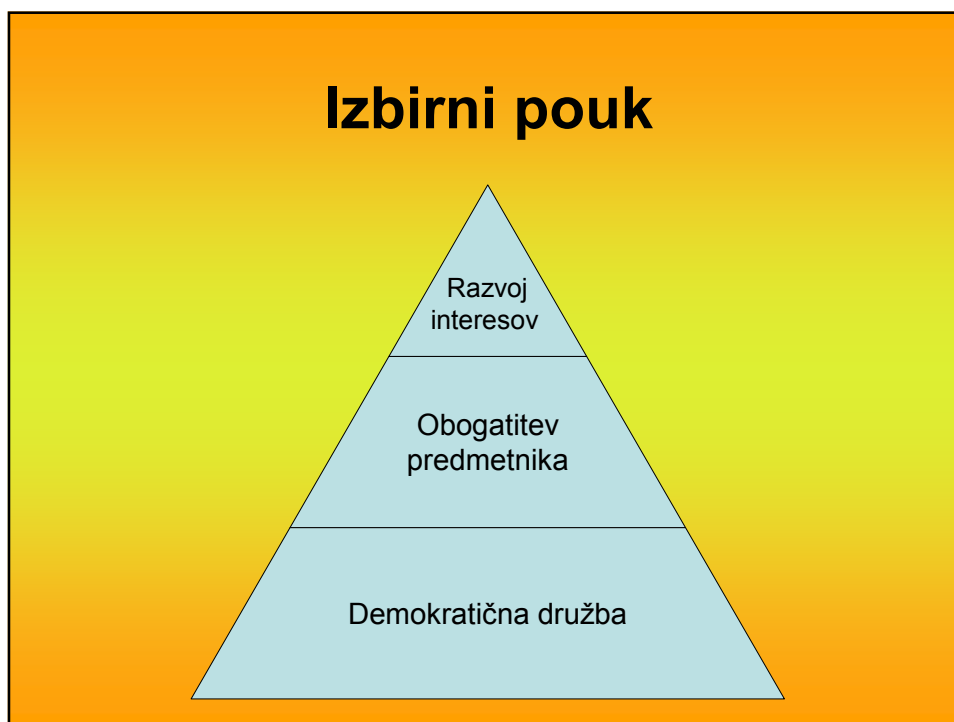 Izbirni pouk
Razvoj
interesov
Obogatitev
predmetnika
Demokratična družba